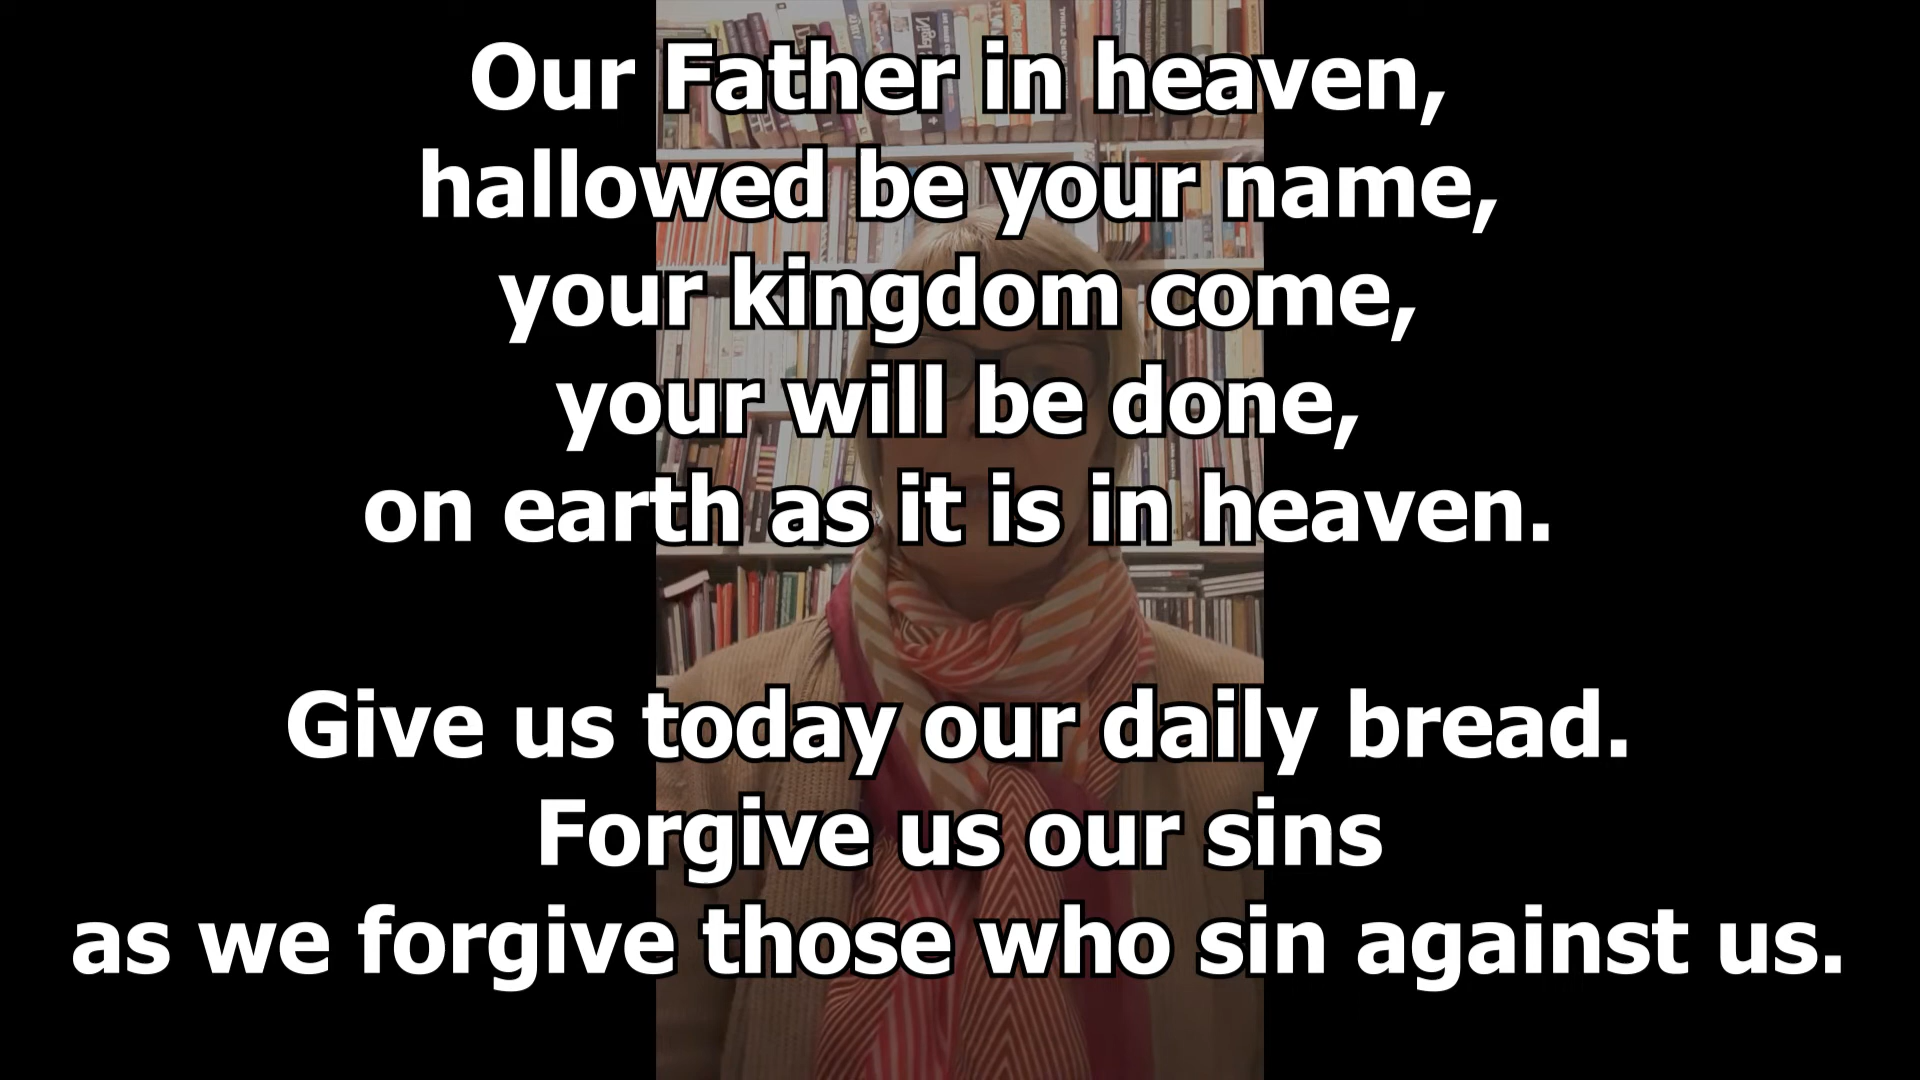 Our Father in heaven,
hallowed be your name,
your kingdom come,
your will be done,
on earth as it is in heaven.
Give us today our daily bread.
Forgive us our sins
as we forgive those who sin against us.